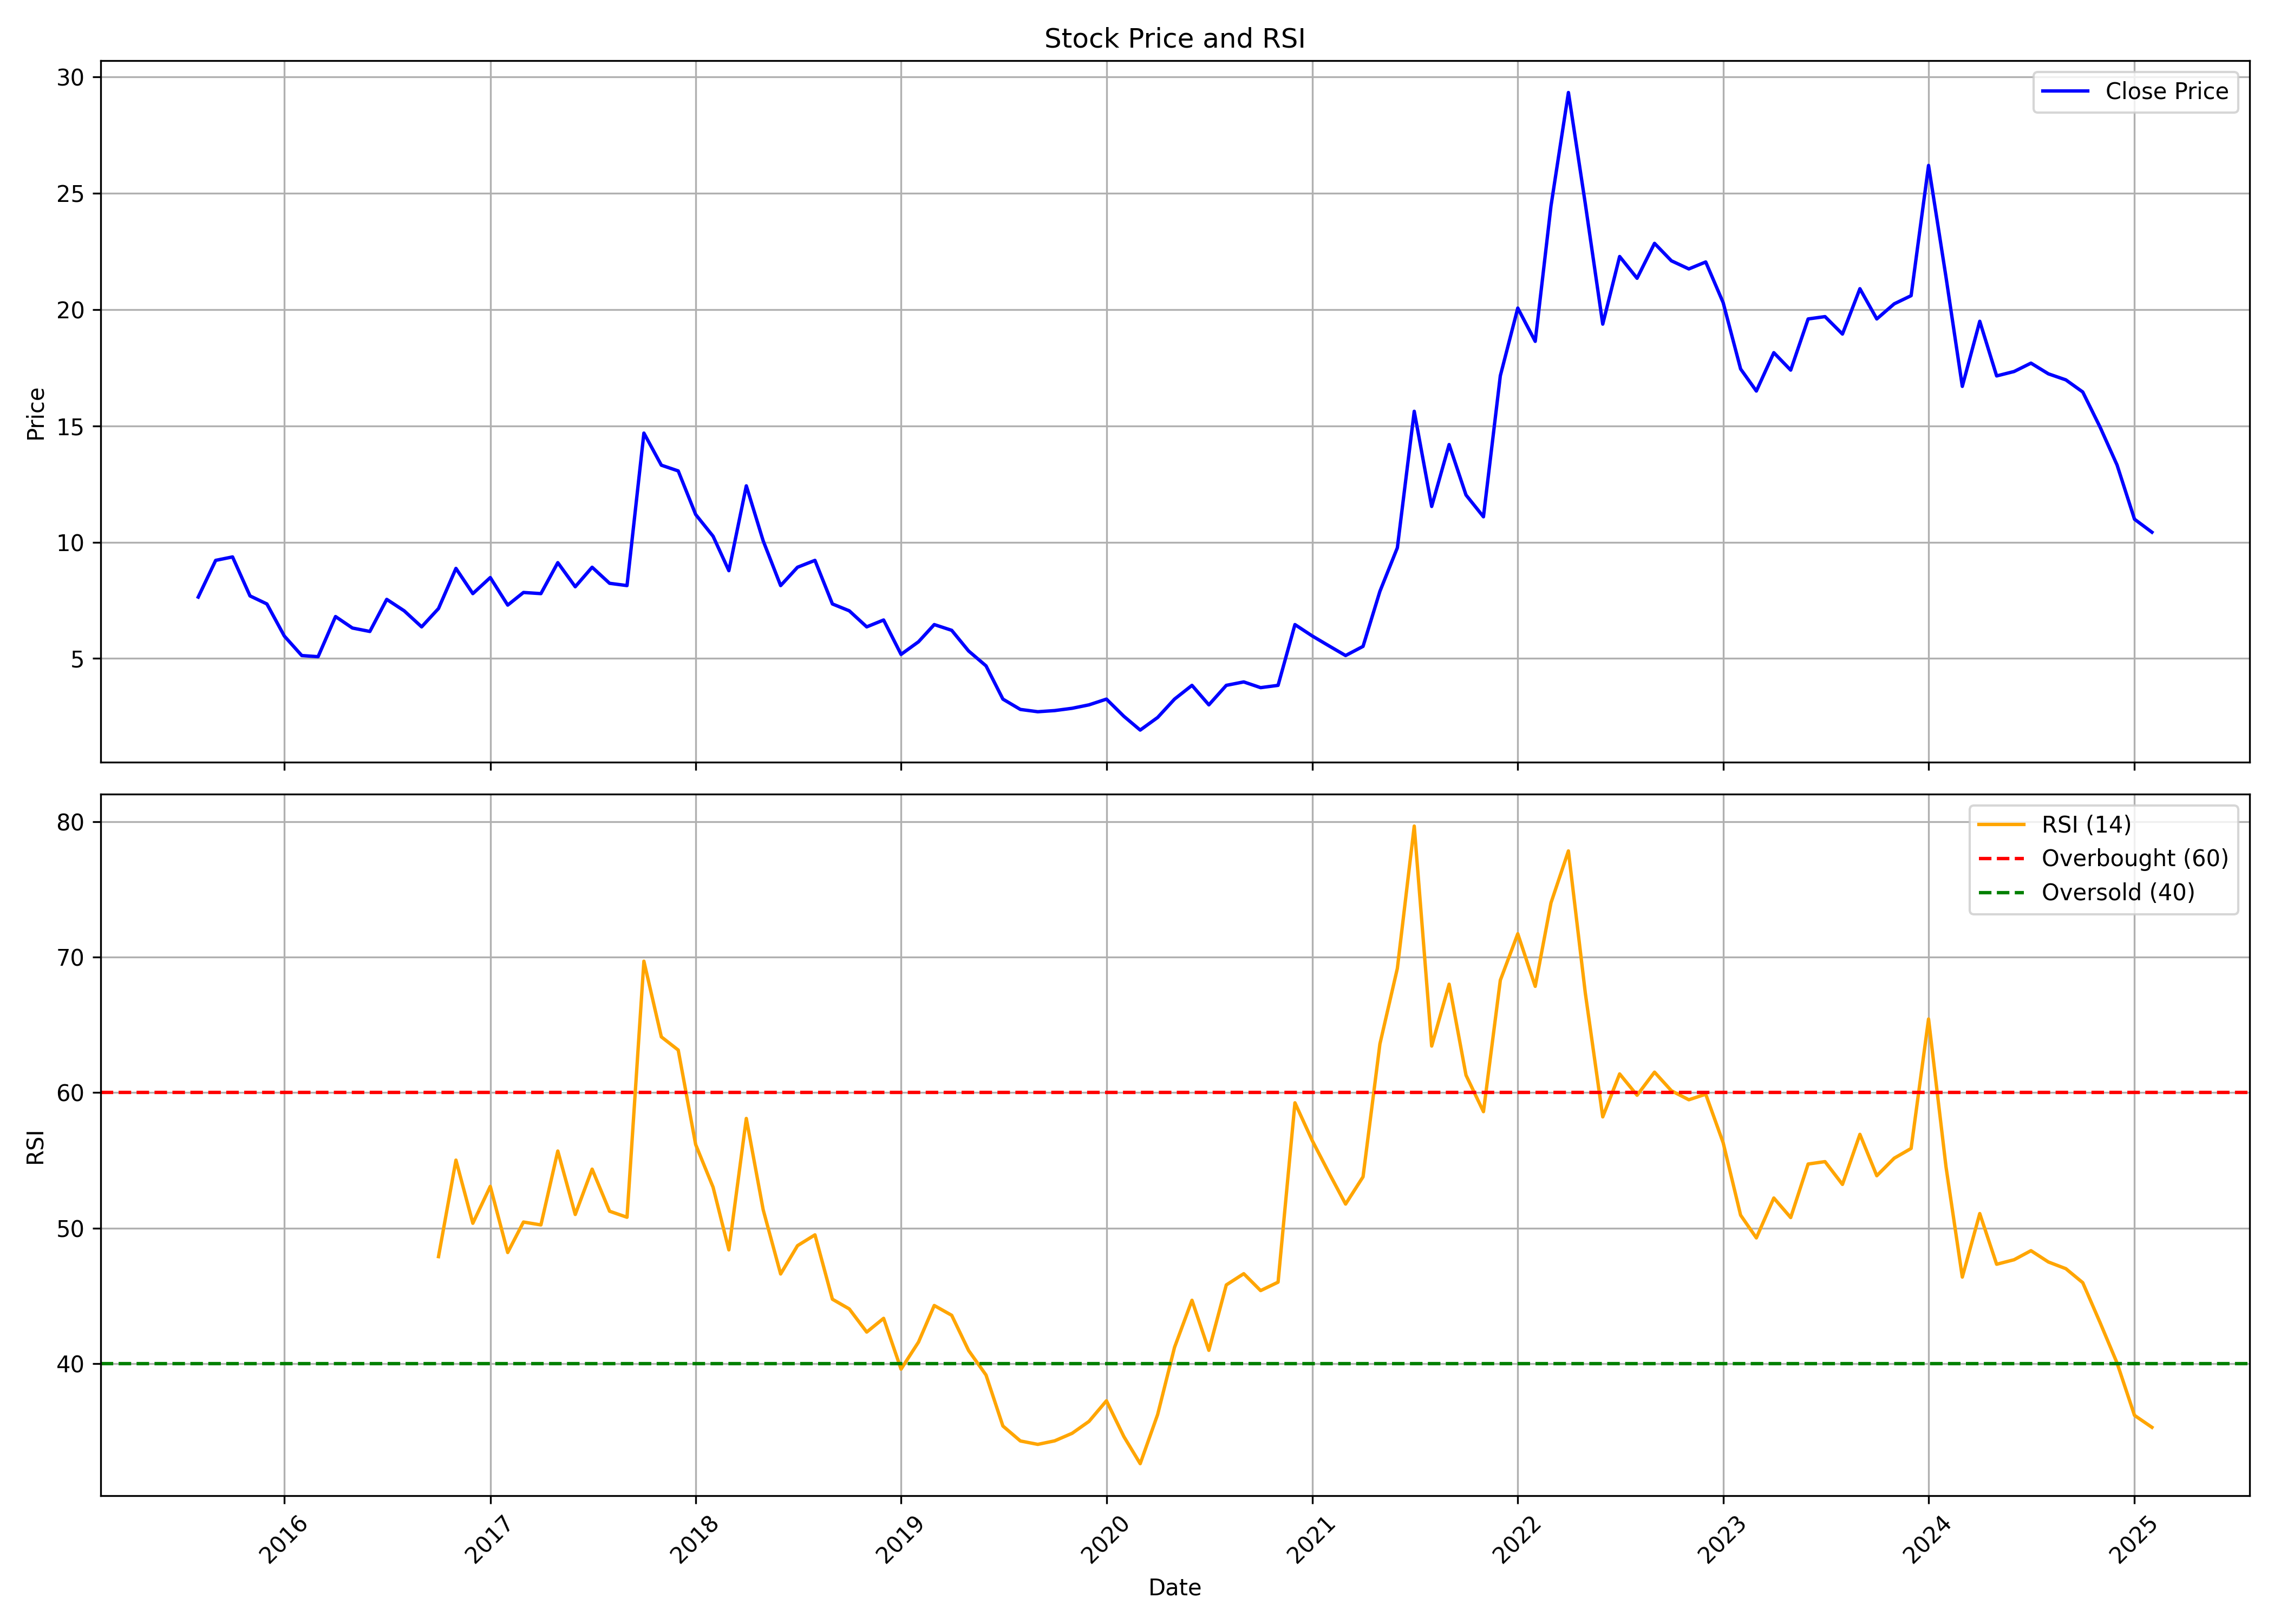 Stock Price and RSI
Close Price
30
25
20
15
10
5
Price
RSI (14)
Overbought (60)
Oversold (40)
80
70
60
50
40
RSI
2016
2017
2018
2019
2020
2021
2022
2023
2024
2025
Date